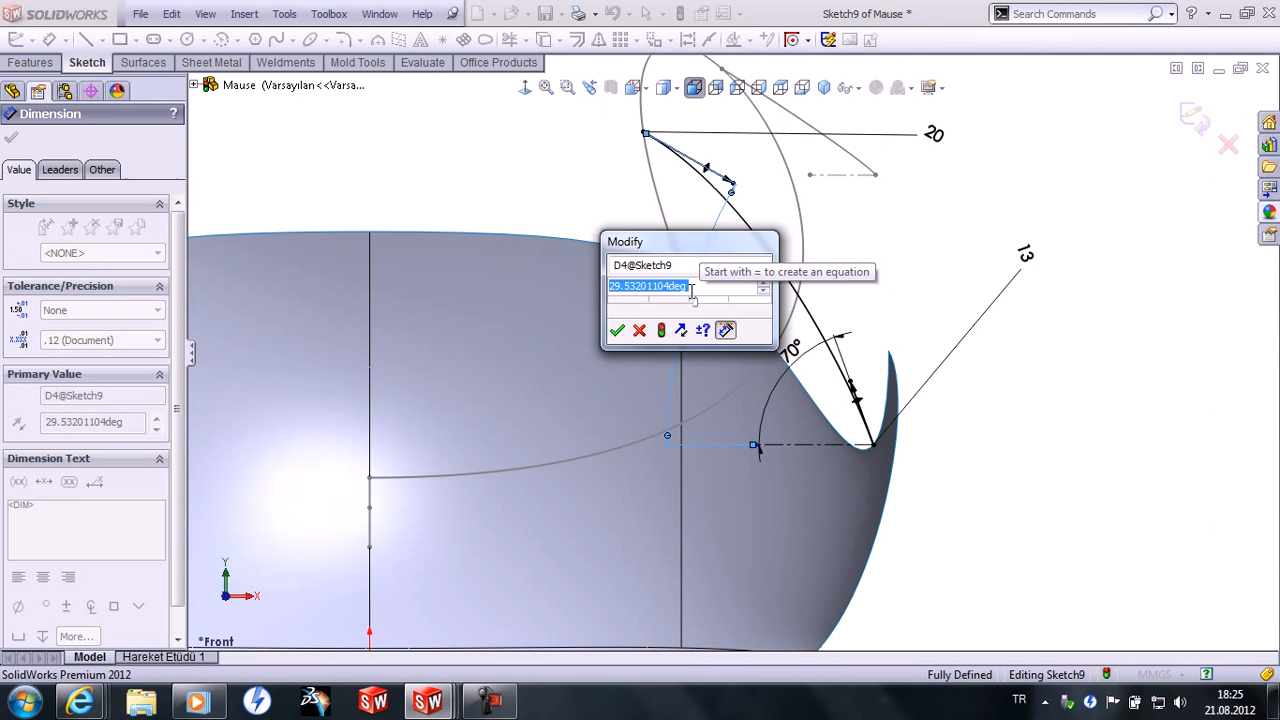 SOLIDWORKS File Edit View Insert Tools Toolbox Window Help Sketch9 of Mause * Search Commands
Features Sketch Surfaces Sheet Metal Weldments Mold Tools Evaluate Office Products
Mause (Varsayılan<<Varsa...
Dimension ?
Value Leaders Other
Style
<NONE>
Tolerance/Precision
None
.12 (Document)
Primary Value
D4@Sketch9
29.53201104deg
Dimension Text
<DIM>
More...
20
Modify
D4@Sketch9
Start with = to create an equation
29.53201104deg
13
70°
Y
X
*Front
Model Hareket Etüdü 1
SolidWorks Premium 2012 Fully Defined Editing Sketch9 MMGS
TR 18:25
21.08.2012